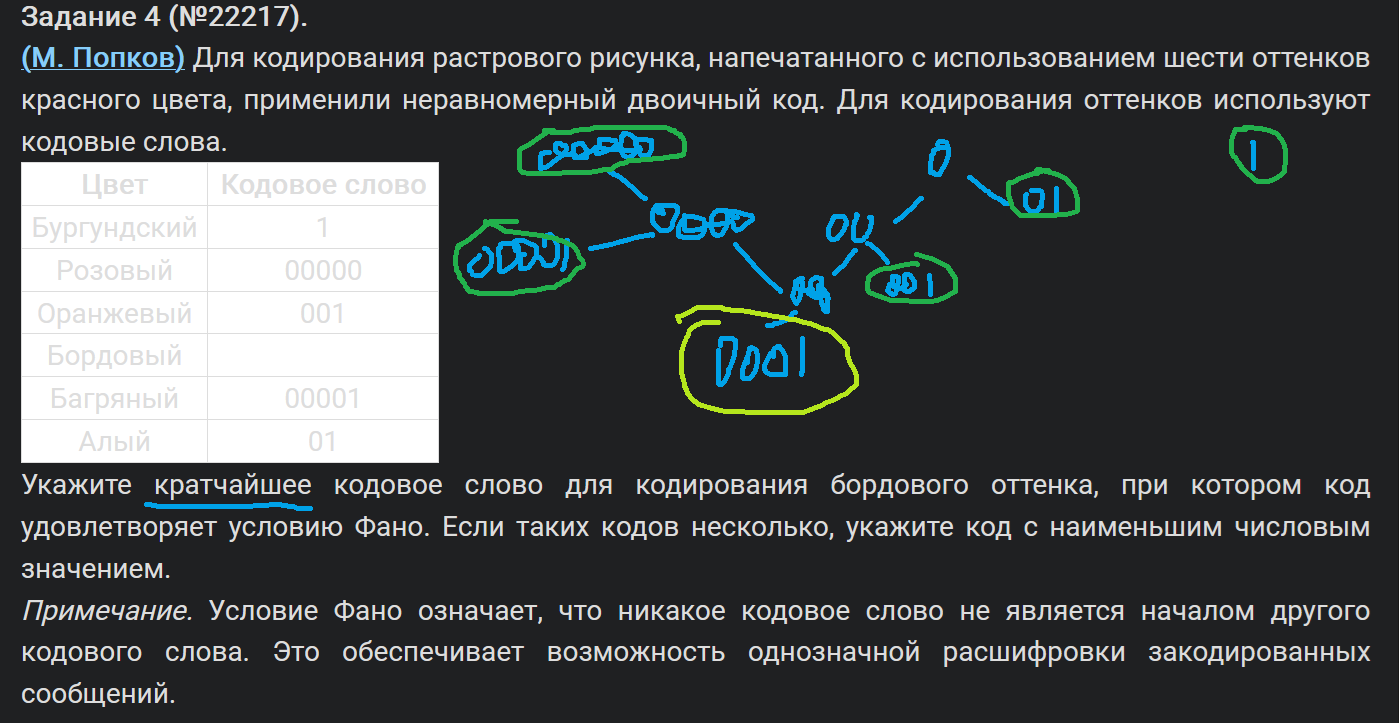 Задание 4 (№22217).
(М. Попков) Для кодирования растрового рисунка, напечатанного с использованием шести оттенков
красного цвета, применили неравномерный двоичный код. Для кодирования оттенков используют
кодовые слова.
Цвет Кодовое слово
Бургундский 1
Розовый 00000
Оранжевый 001
Бордовый
Багряный 00001
Алый 01
0
1
01
00
001
0001
Укажите кратчайшее кодовое слово для кодирования бордового оттенка, при котором код
удовлетворяет условию Фано. Если таких кодов несколько, укажите код с наименьшим числовым
значением.
Примечание. Условие Фано означает, что никакое кодовое слово не является началом другого
кодового слова. Это обеспечивает возможность однозначной расшифровки закодированных
сообщений.